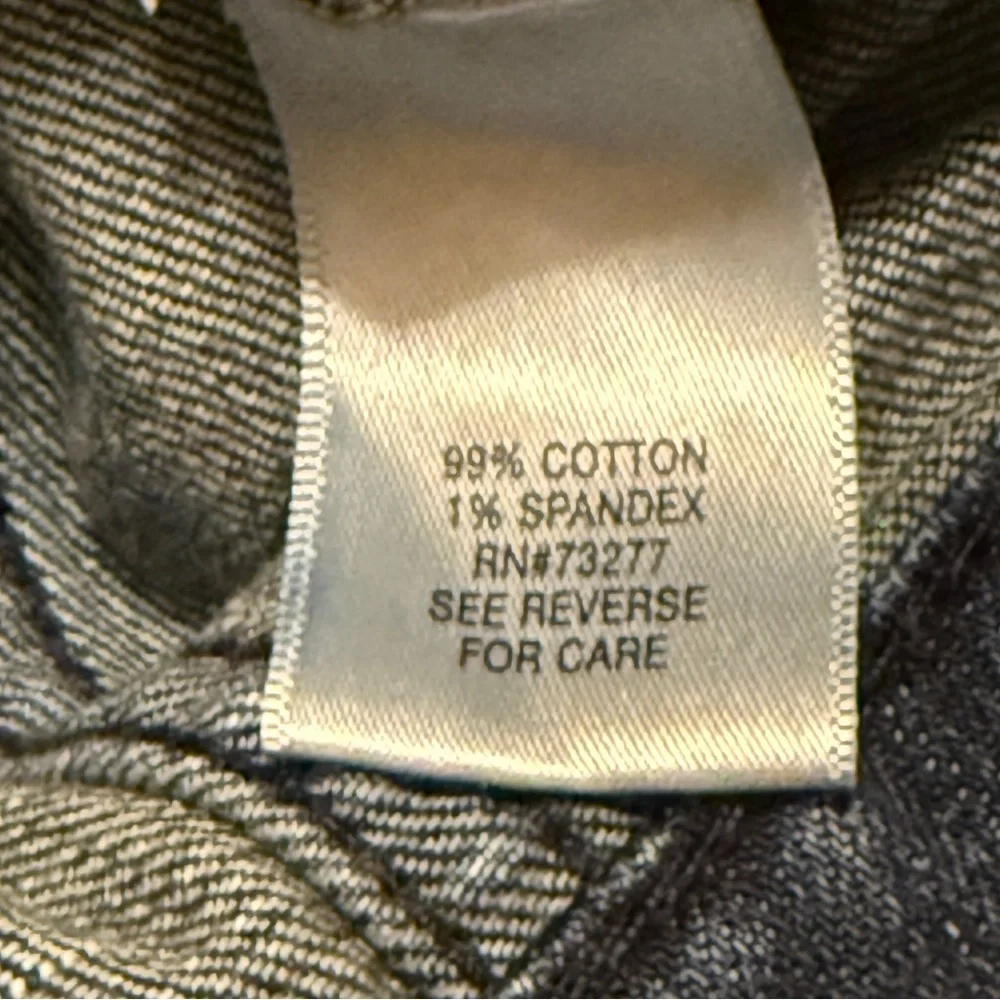 99% COTTON
1% SPANDEX
RN#73277
SEE REVERSE
FOR CARE